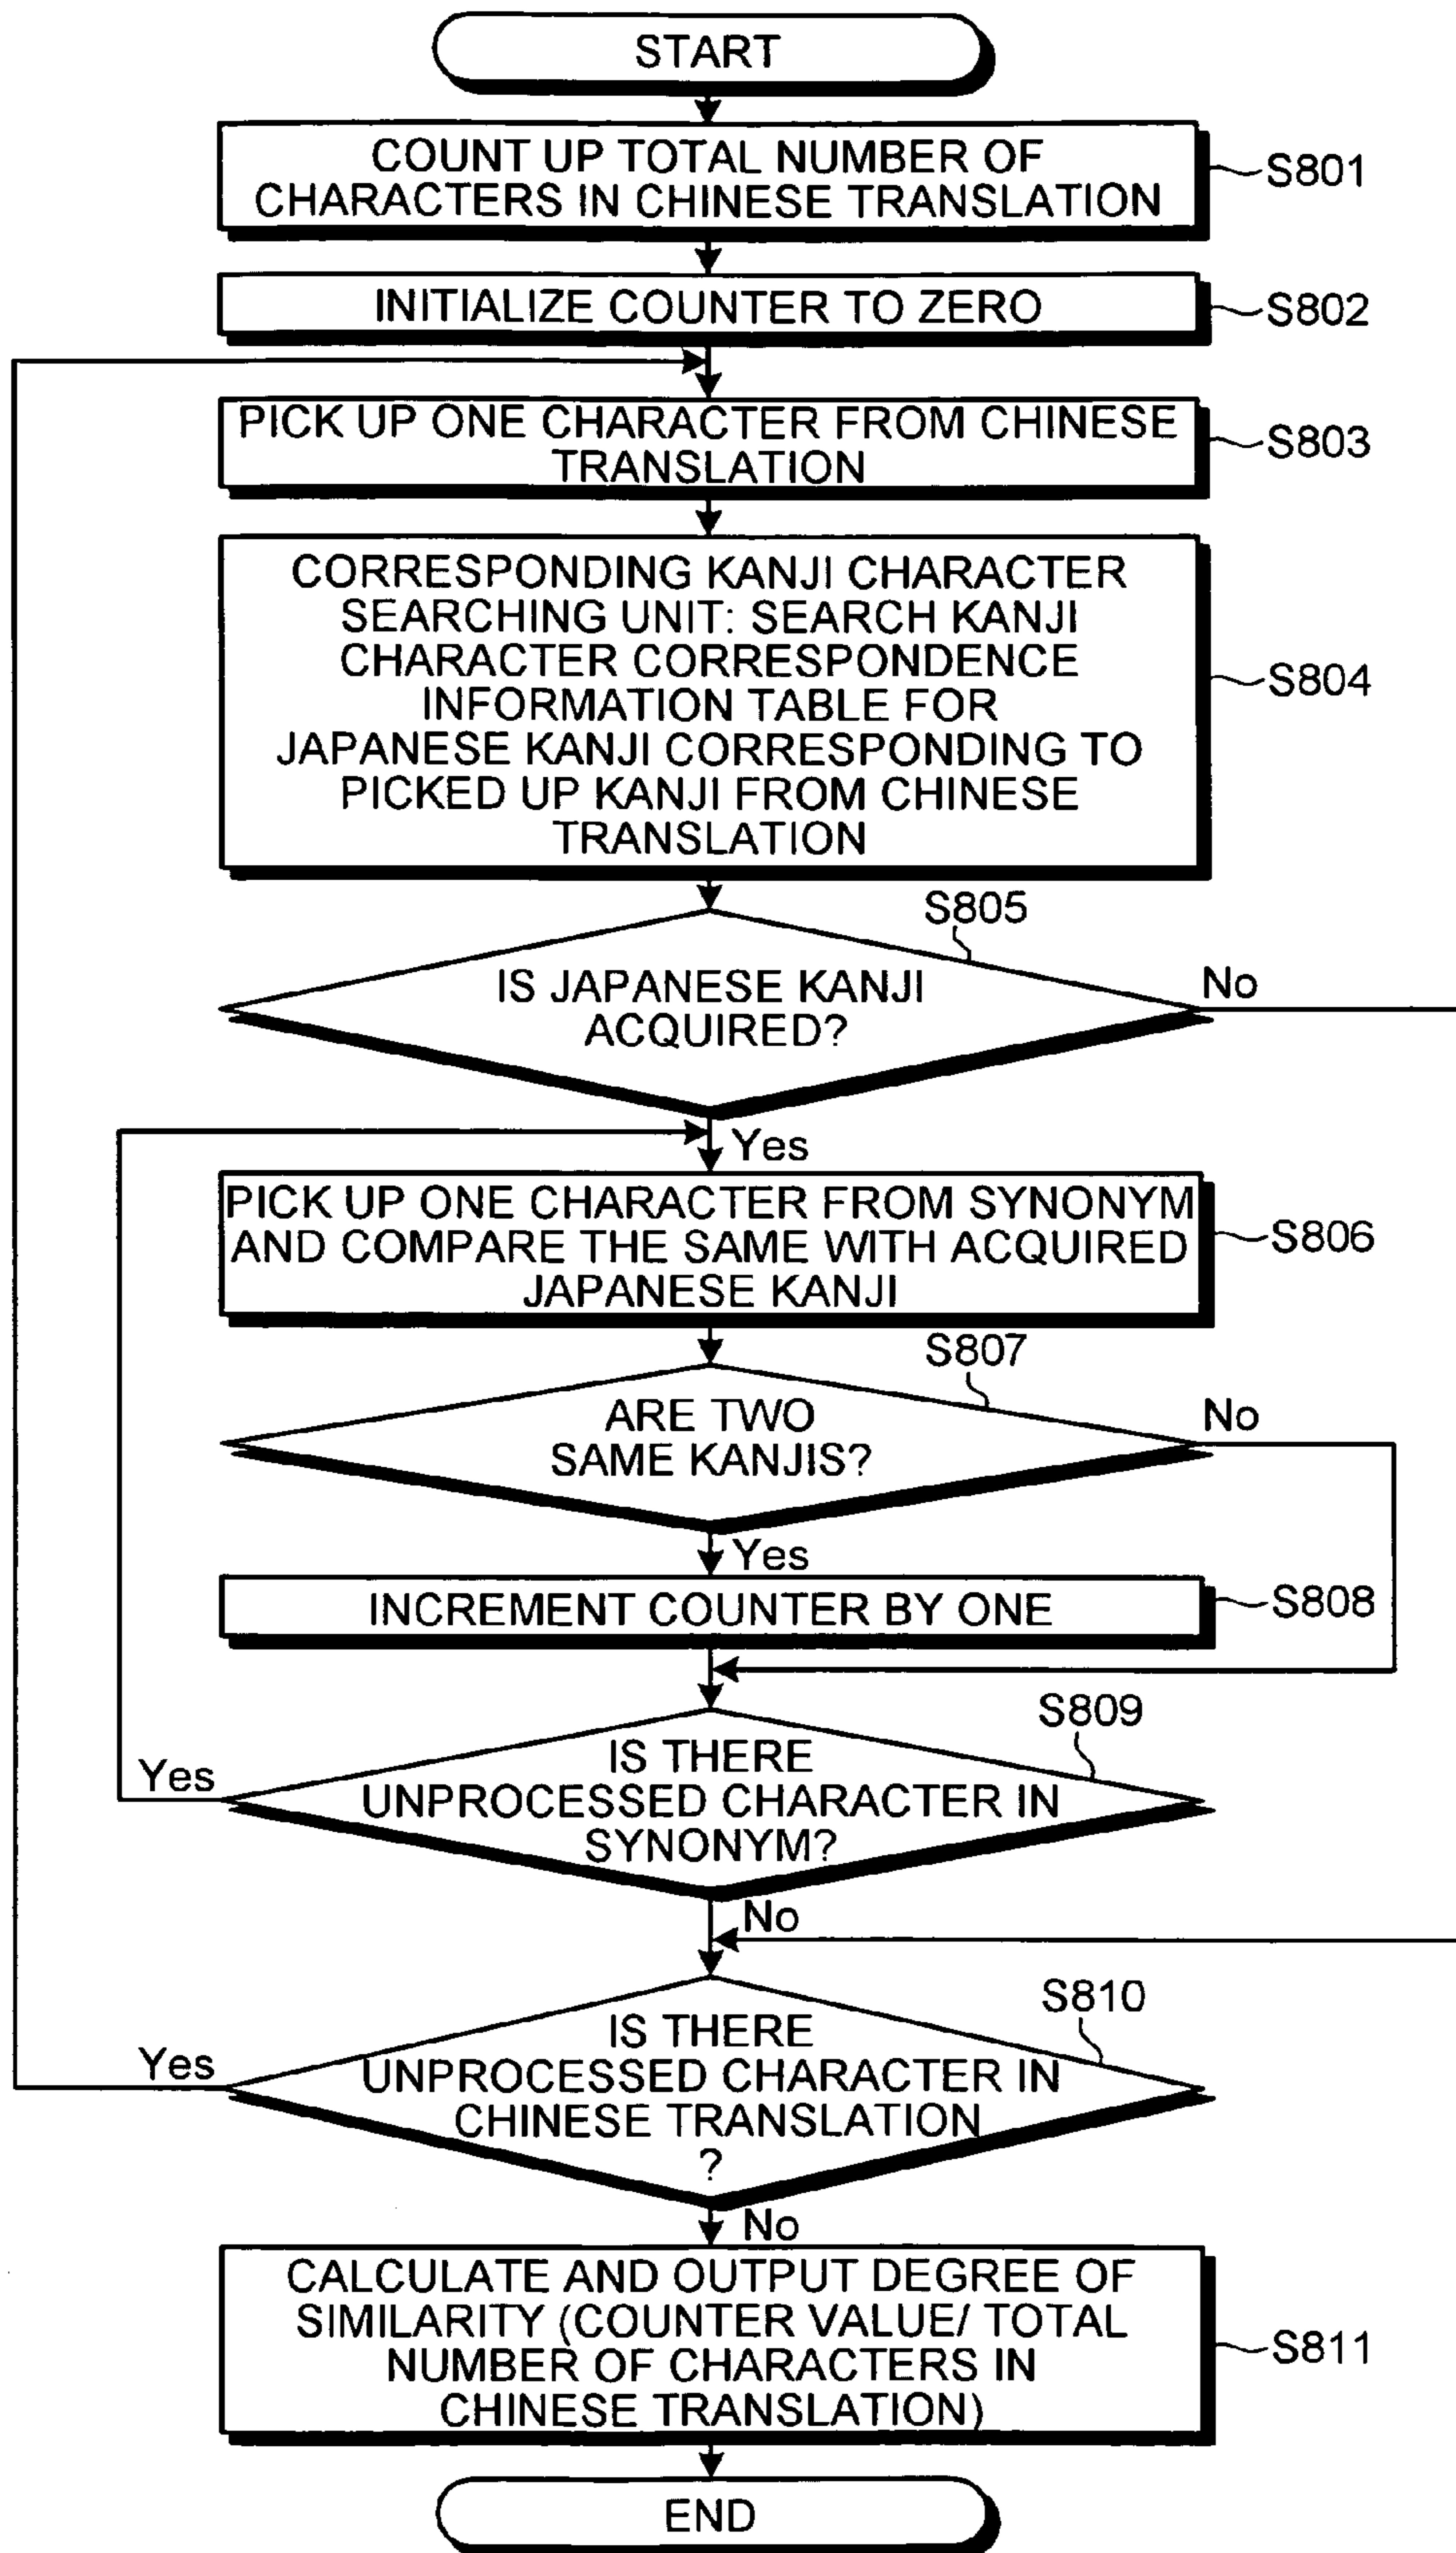 START
COUNT UP TOTAL NUMBER OF
CHARACTERS IN CHINESE TRANSLATION
S801
INITIALIZE COUNTER TO ZERO
S802
PICK UP ONE CHARACTER FROM CHINESE
TRANSLATION
S803
CORRESPONDING KANJI CHARACTER
SEARCHING UNIT: SEARCH KANJI
CHARACTER CORRESPONDENCE
INFORMATION TABLE FOR
JAPANESE KANJI CORRESPONDING TO
PICKED UP KANJI FROM CHINESE
TRANSLATION
S804
S805
IS JAPANESE KANJI
ACQUIRED?
No
Yes
PICK UP ONE CHARACTER FROM SYNONYM
AND COMPARE THE SAME WITH ACQUIRED
JAPANESE KANJI
S806
S807
ARE TWO
SAME KANJIS?
No
Yes
INCREMENT COUNTER BY ONE
S808
S809
IS THERE
UNPROCESSED CHARACTER IN
SYNONYM?
Yes
No
S810
IS THERE
UNPROCESSED CHARACTER IN
CHINESE TRANSLATION
?
Yes
No
CALCULATE AND OUTPUT DEGREE OF
SIMILARITY (COUNTER VALUE/ TOTAL
NUMBER OF CHARACTERS IN
CHINESE TRANSLATION)
S811
END